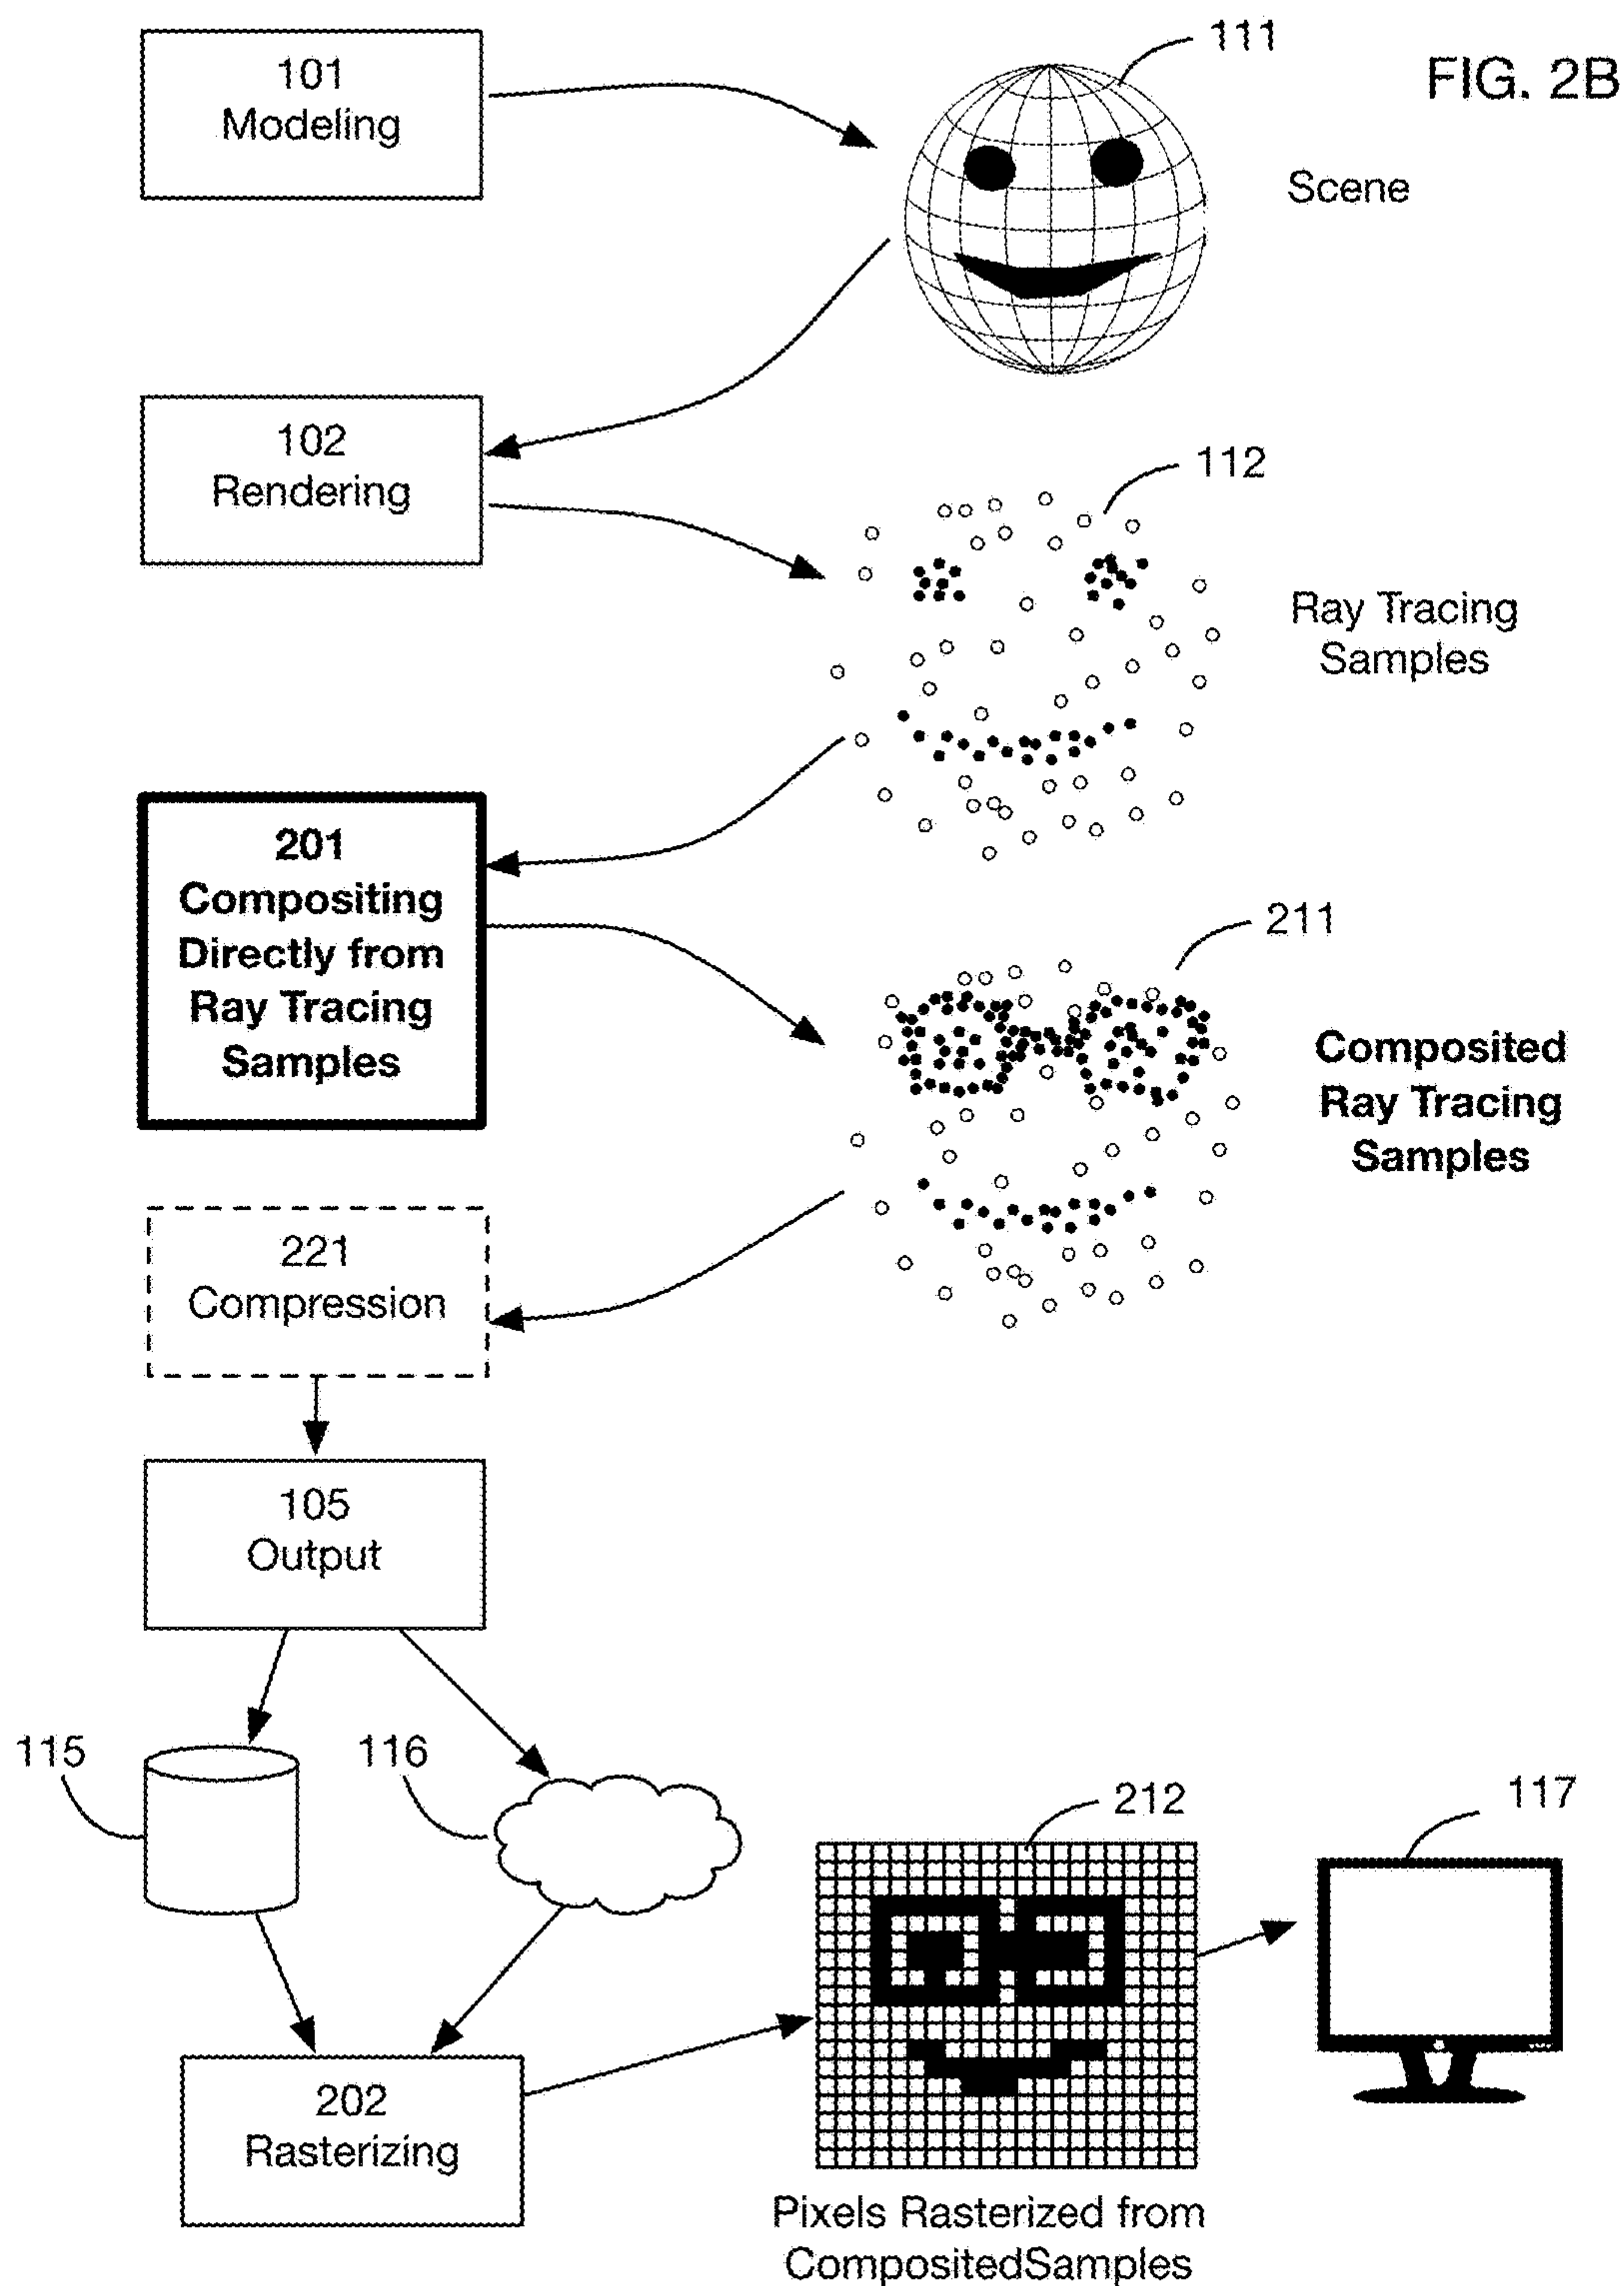 111
FIG. 2B
101
Modeling
Scene
102
Rendering
112
Ray Tracing
Samples
201
Compositing
Directly from
Ray Tracing
Samples
211
Composited
Ray Tracing
Samples
221
Compression
105
Output
115
116
212
117
202
Rasterizing
Pixels Rasterized from
CompositedSamples